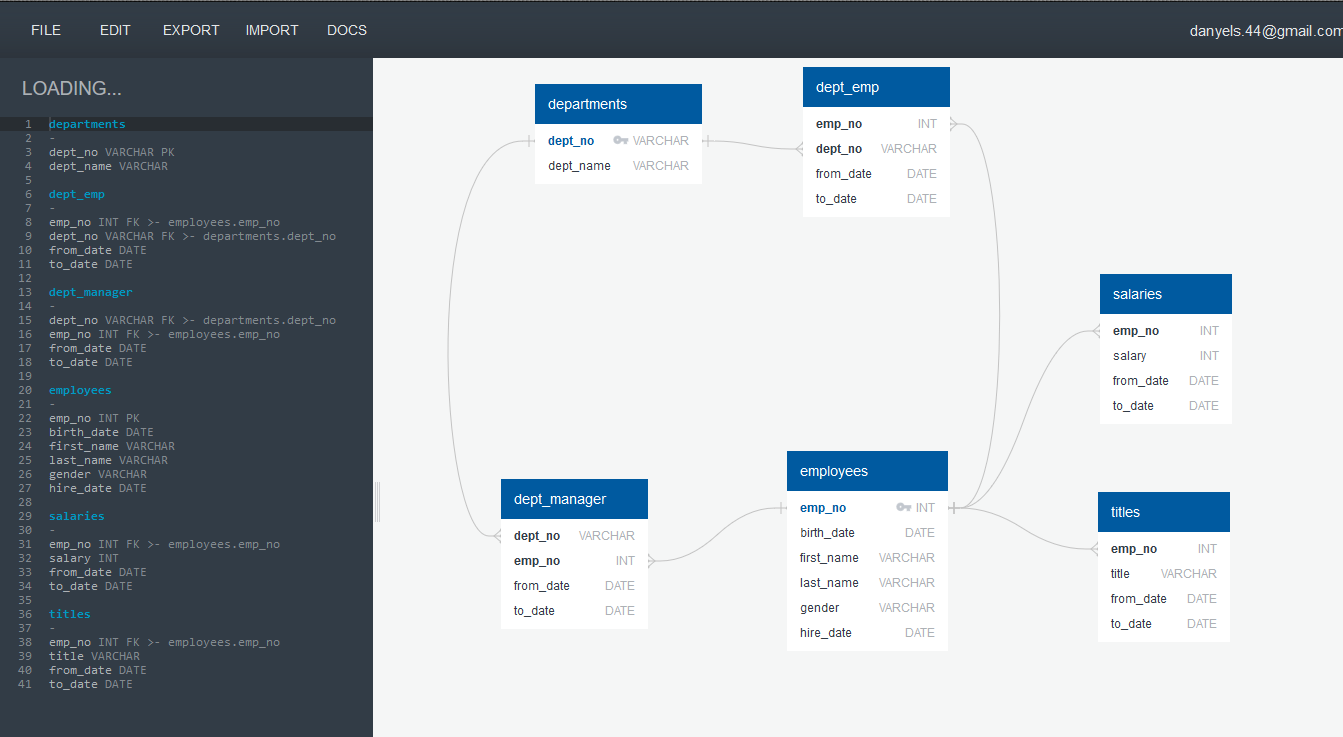 FILE EDIT EXPORT IMPORT DOCS danyels.44@gmail.com
LOADING...
1 departments
2 -
3 dept_no VARCHAR PK
4 dept_name VARCHAR
5
6 dept_emp
7 -
8 emp_no INT FK >- employees.emp_no
9 dept_no VARCHAR FK >- departments.dept_no
10 from_date DATE
11 to_date DATE
12
13 dept_manager
14 -
15 dept_no VARCHAR FK >- departments.dept_no
16 emp_no INT FK >- employees.emp_no
17 from_date DATE
18 to_date DATE
19
20 employees
21 -
22 emp_no INT PK
23 birth_date DATE
24 first_name VARCHAR
25 last_name VARCHAR
26 gender VARCHAR
27 hire_date DATE
28
29 salaries
30 -
31 emp_no INT FK >- employees.emp_no
32 salary INT
33 from_date DATE
34 to_date DATE
35
36 titles
37 -
38 emp_no INT FK >- employees.emp_no
39 title VARCHAR
40 from_date DATE
41 to_date DATE
departments
dept_no VARCHAR
dept_name VARCHAR
dept_emp
emp_no INT
dept_no VARCHAR
from_date DATE
to_date DATE
salaries
emp_no INT
salary INT
from_date DATE
to_date DATE
dept_manager
dept_no VARCHAR
emp_no INT
from_date DATE
to_date DATE
employees
emp_no INT
birth_date DATE
first_name VARCHAR
last_name VARCHAR
gender VARCHAR
hire_date DATE
titles
emp_no INT
title VARCHAR
from_date DATE
to_date DATE